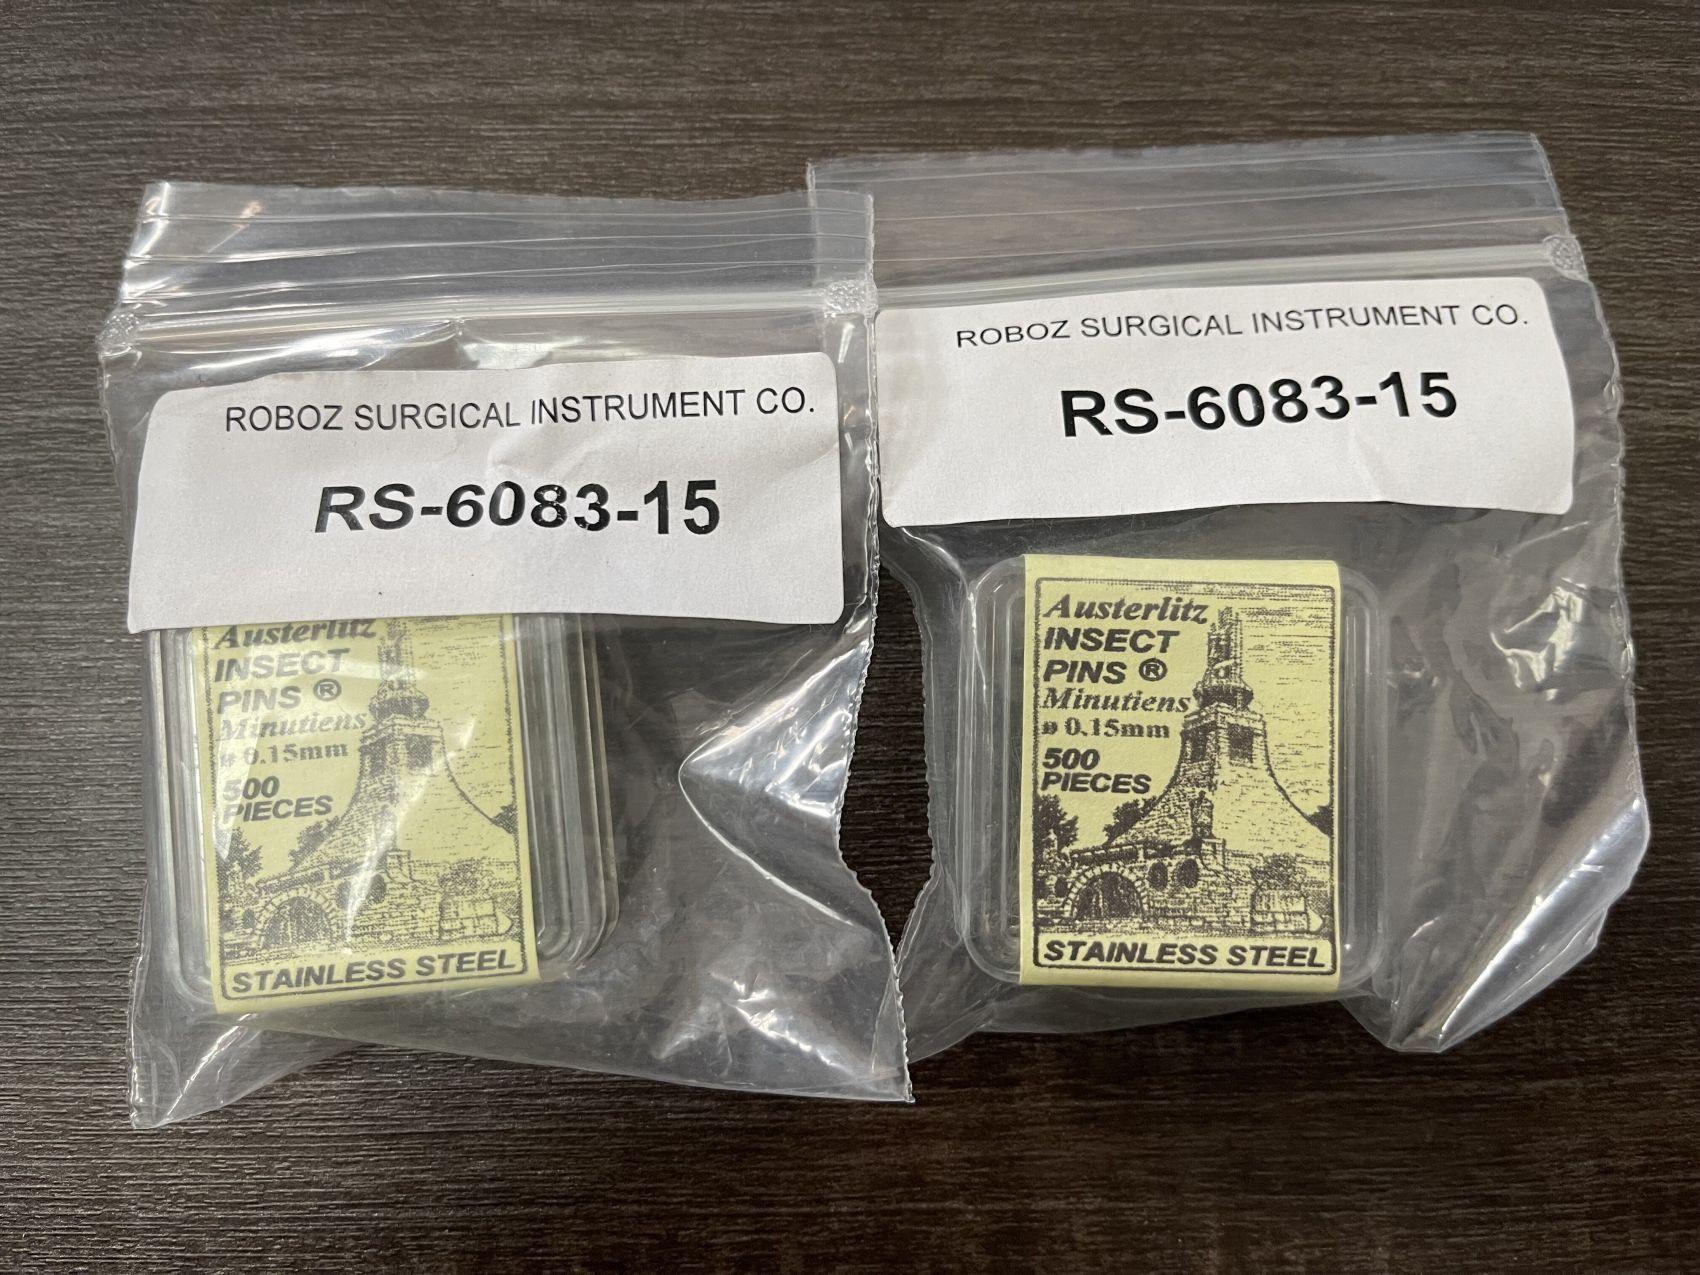 ROBOZ SURGICAL INSTRUMENT CO.
RS-6083-15
Austerlitz
INSECT
PINS ®
Minutiens
ø 0.15mm
500
PIECES
STAINLESS STEEL
ROBOZ SURGICAL INSTRUMENT CO.
RS-6083-15
Austerlitz
INSECT
PINS ®
Minutiens
ø 0.15mm
500
PIECES
STAINLESS STEEL